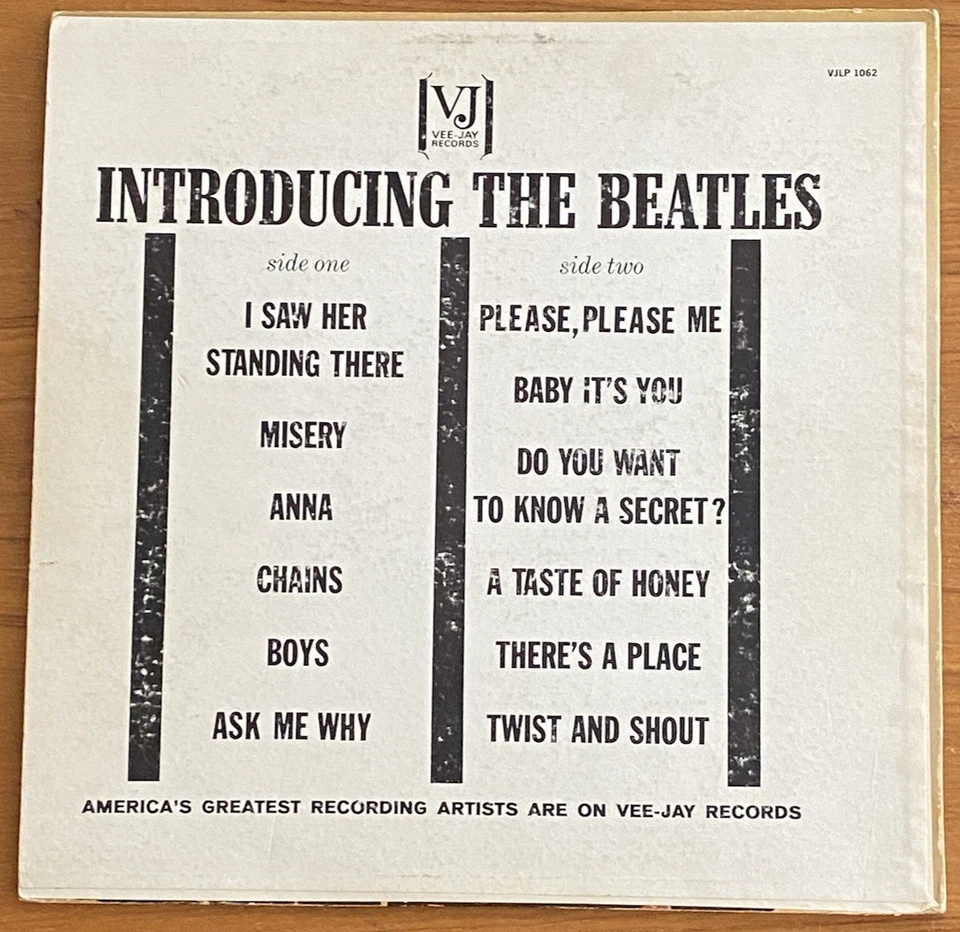 VJLP 1062
VJ
VEE-JAY
RECORDS
INTRODUCING THE BEATLES
side one
I SAW HER
STANDING THERE
MISERY
ANNA
CHAINS
BOYS
ASK ME WHY
side two
PLEASE, PLEASE ME
BABY IT'S YOU
DO YOU WANT
TO KNOW A SECRET?
A TASTE OF HONEY
THERE'S A PLACE
TWIST AND SHOUT
AMERICA'S GREATEST RECORDING ARTISTS ARE ON VEE-JAY RECORDS